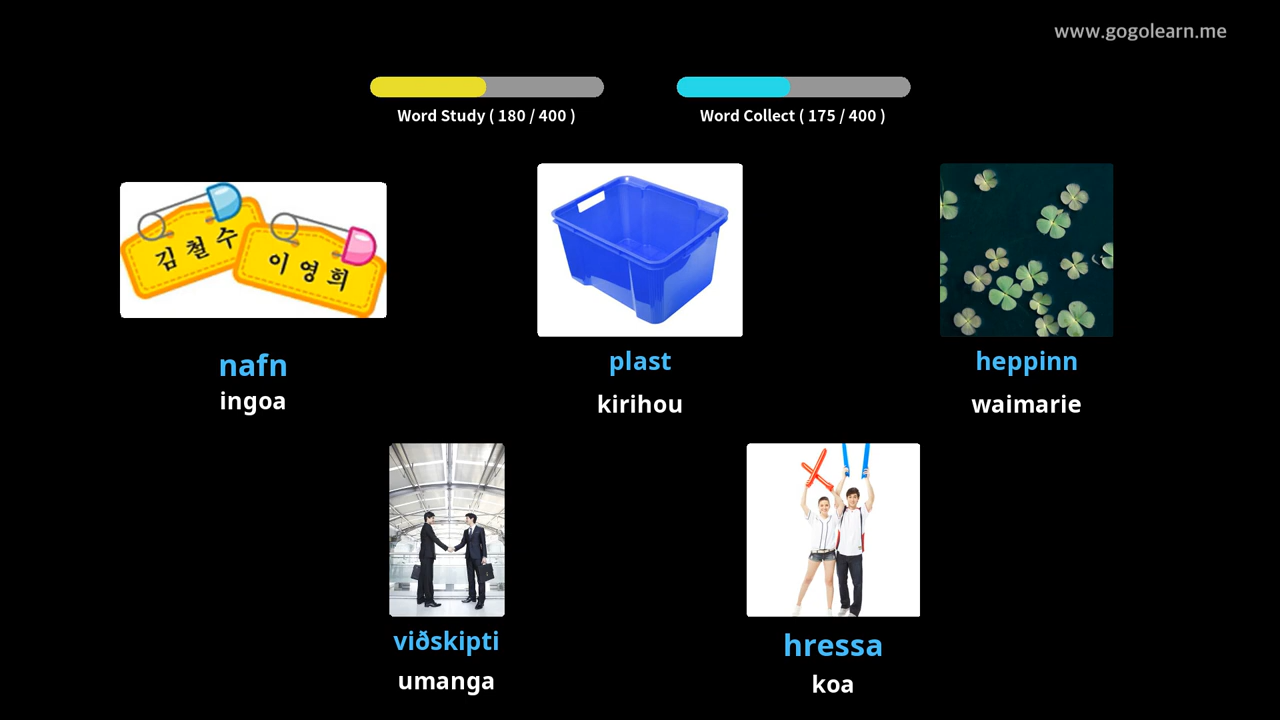 www.gogolearn.me
Word Study ( 180 / 400 )
Word Collect ( 175 / 400 )
김철수
이영희
nafn
ingoa
plast
kirihou
heppinn
waimarie
viðskipti
umanga
hressa
koa